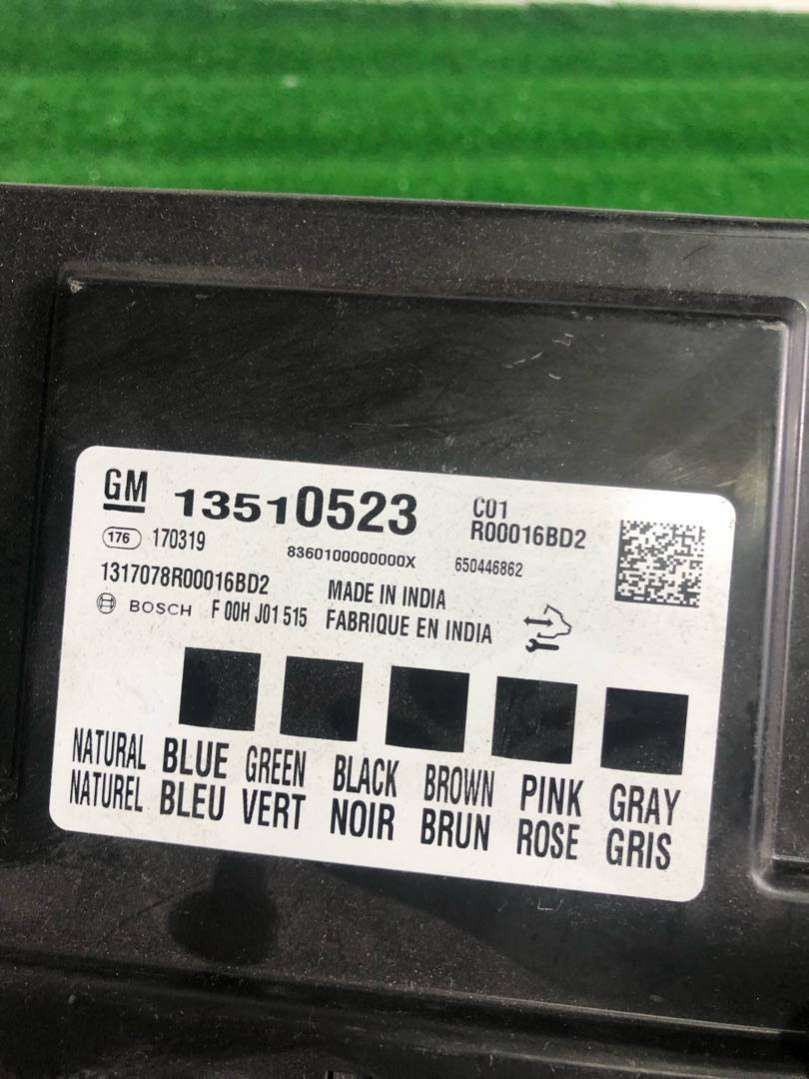 GM 13510523 C01
R00016BD2
176 170319 8360100000000X 650446862
1317078R00016BD2 MADE IN INDIA
BOSCH F 00H J01 515 FABRIQUE EN INDIA
NATURAL BLUE GREEN BLACK BROWN PINK GRAY
NATUREL BLEU VERT NOIR BRUN ROSE GRIS